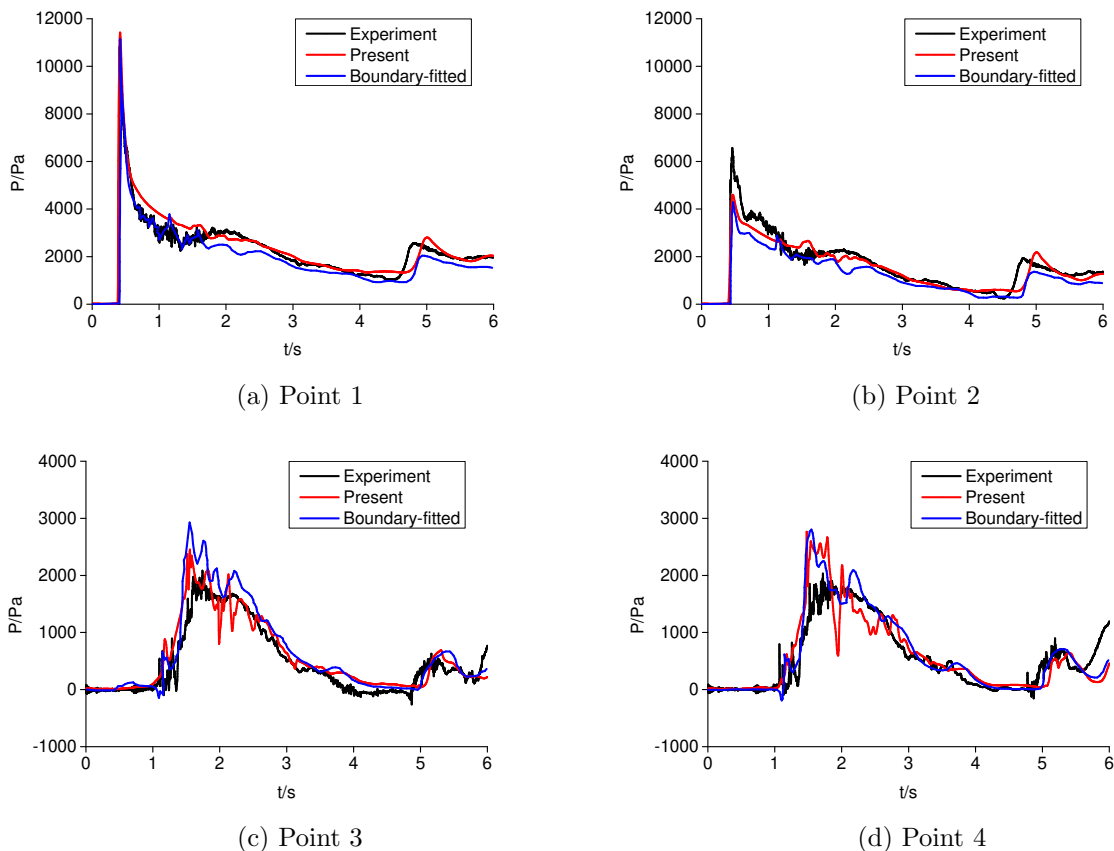 12000
10000
8000
6000
4000
2000
0
P/Pa
0 1 2 3 4 5 6
t/s
Experiment
Present
Boundary-fitted
(a) Point 1
12000
10000
8000
6000
4000
2000
0
P/Pa
0 1 2 3 4 5 6
t/s
Experiment
Present
Boundary-fitted
(b) Point 2
4000
3000
2000
1000
0
-1000
P/Pa
0 1 2 3 4 5 6
t/s
Experiment
Present
Boundary-fitted
(c) Point 3
4000
3000
2000
1000
0
-1000
P/Pa
0 1 2 3 4 5 6
t/s
Experiment
Present
Boundary-fitted
(d) Point 4